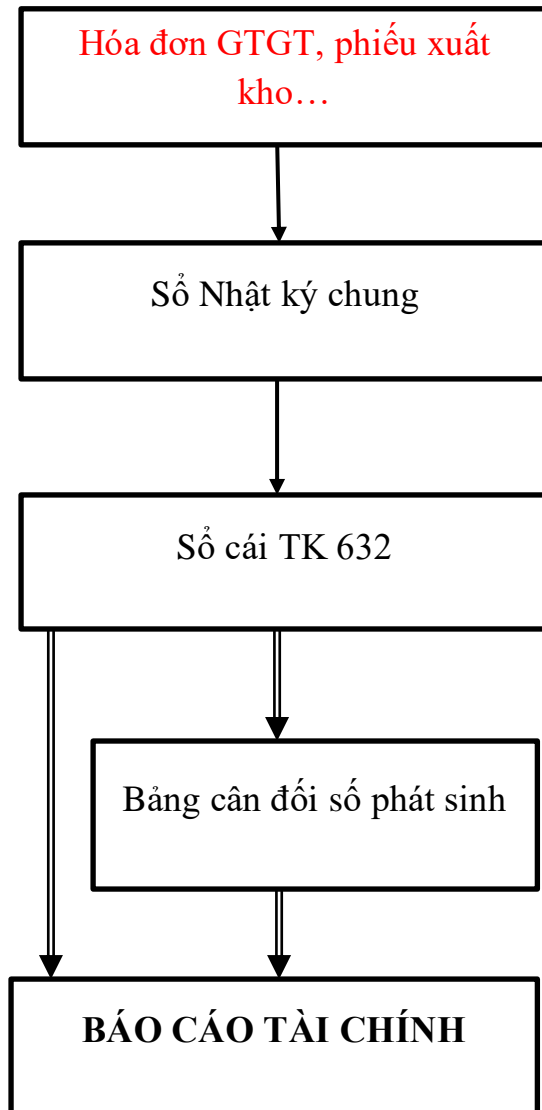 Hóa đơn GTGT, phiếu xuất
kho…
Sổ Nhật ký chung
Sổ cái TK 632
Bảng cân đối số phát sinh
BÁO CÁO TÀI CHÍNH